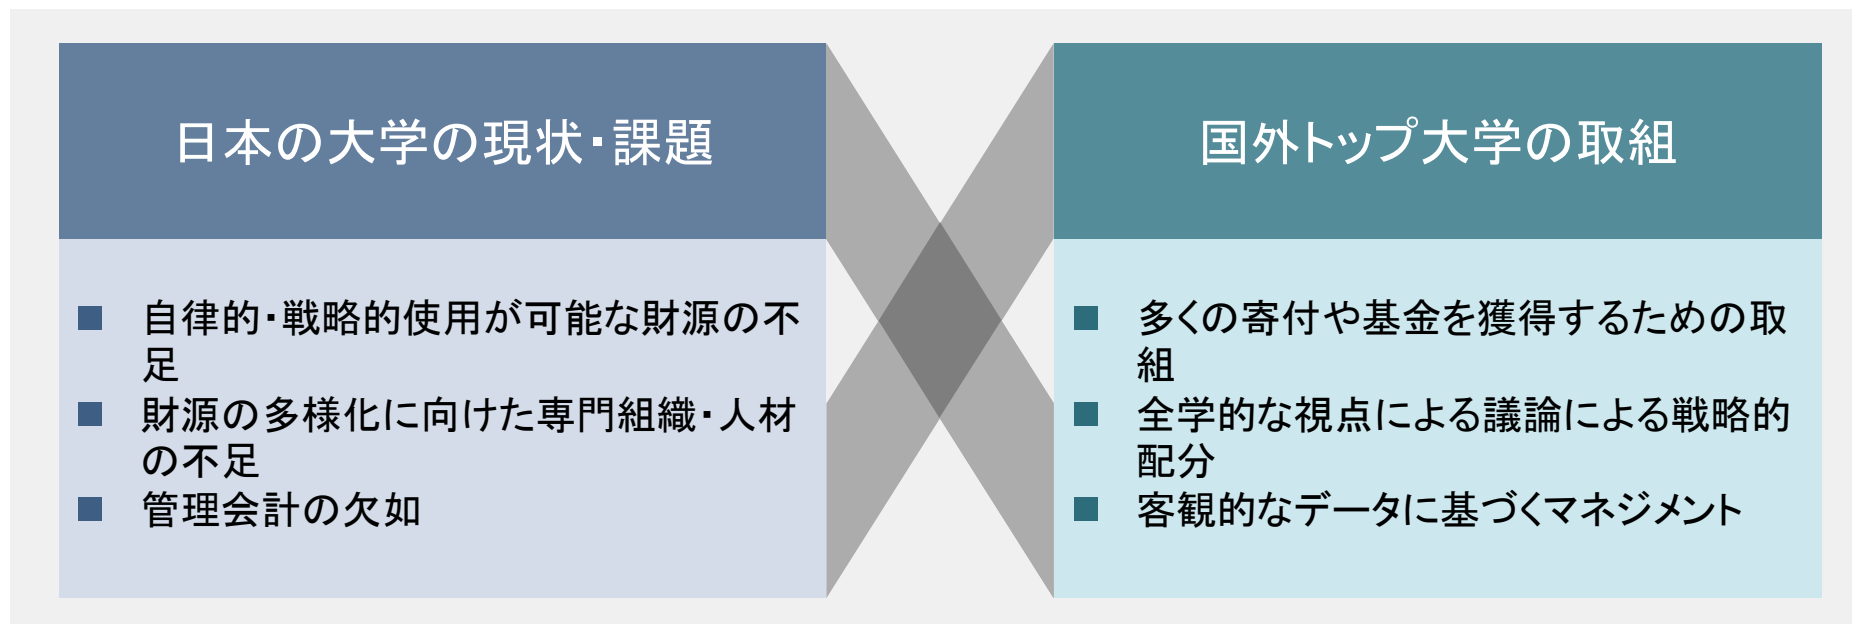 日本の大学の現状・課題
自律的・戦略的使用が可能な財源の不
足
財源の多様化に向けた専門組織・人材
の不足
管理会計の欠如
国外トップ大学の取組
多くの寄付や基金を獲得するための取
組
全学的な視点による議論による戦略的
配分
客観的なデータに基づくマネジメント